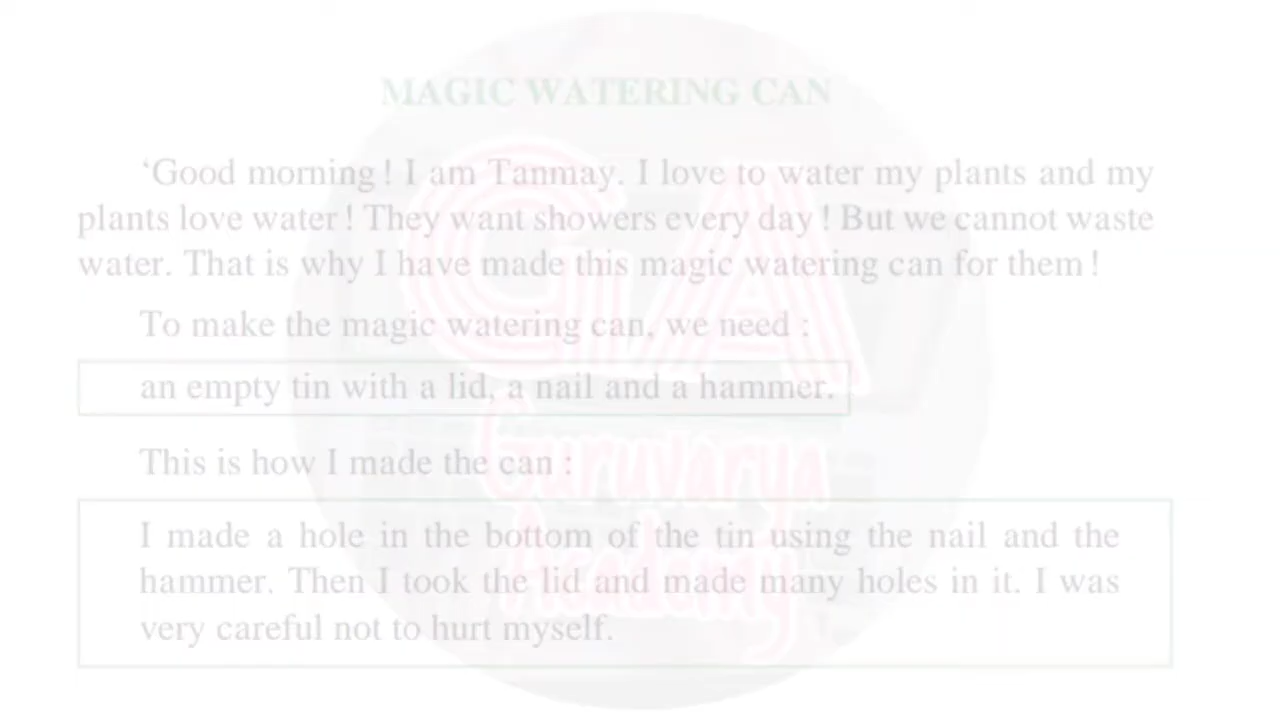 MAGIC WATERING CAN
‘Good morning ! I am Tanmay. I love to water my plants and my
plants love water ! They want showers every day ! But we cannot waste
water. That is why I have made this magic watering can for them !
To make the magic watering can, we need :
an empty tin with a lid, a nail and a hammer.
This is how I made the can :
I made a hole in the bottom of the tin using the nail and the
hammer. Then I took the lid and made many holes in it. I was
very careful not to hurt myself.
GA
Guruvarya
Academy